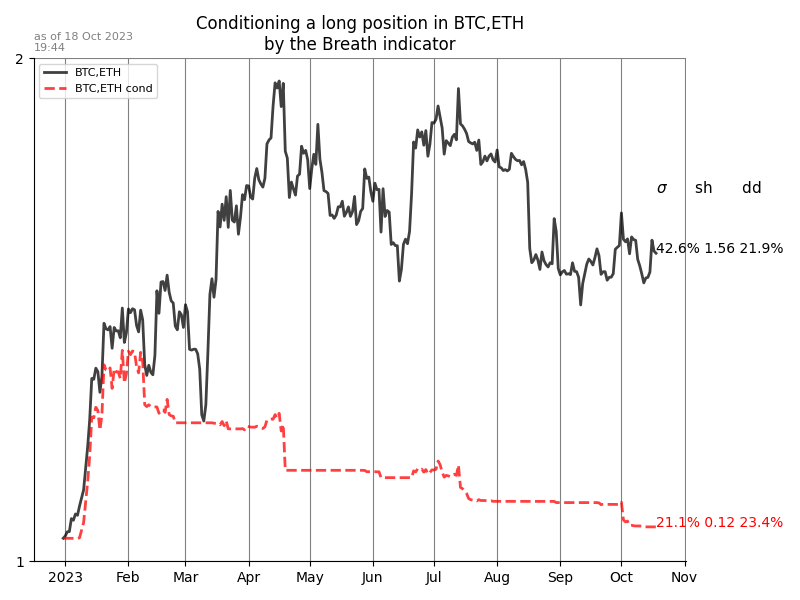 Conditioning a long position in BTC,ETH
by the Breath indicator
as of 18 Oct 2023
19:44
2
BTC,ETH
BTC,ETH cond
σ sh dd
42.6% 1.56 21.9%
21.1% 0.12 23.4%
1
2023 Feb Mar Apr May Jun Jul Aug Sep Oct Nov